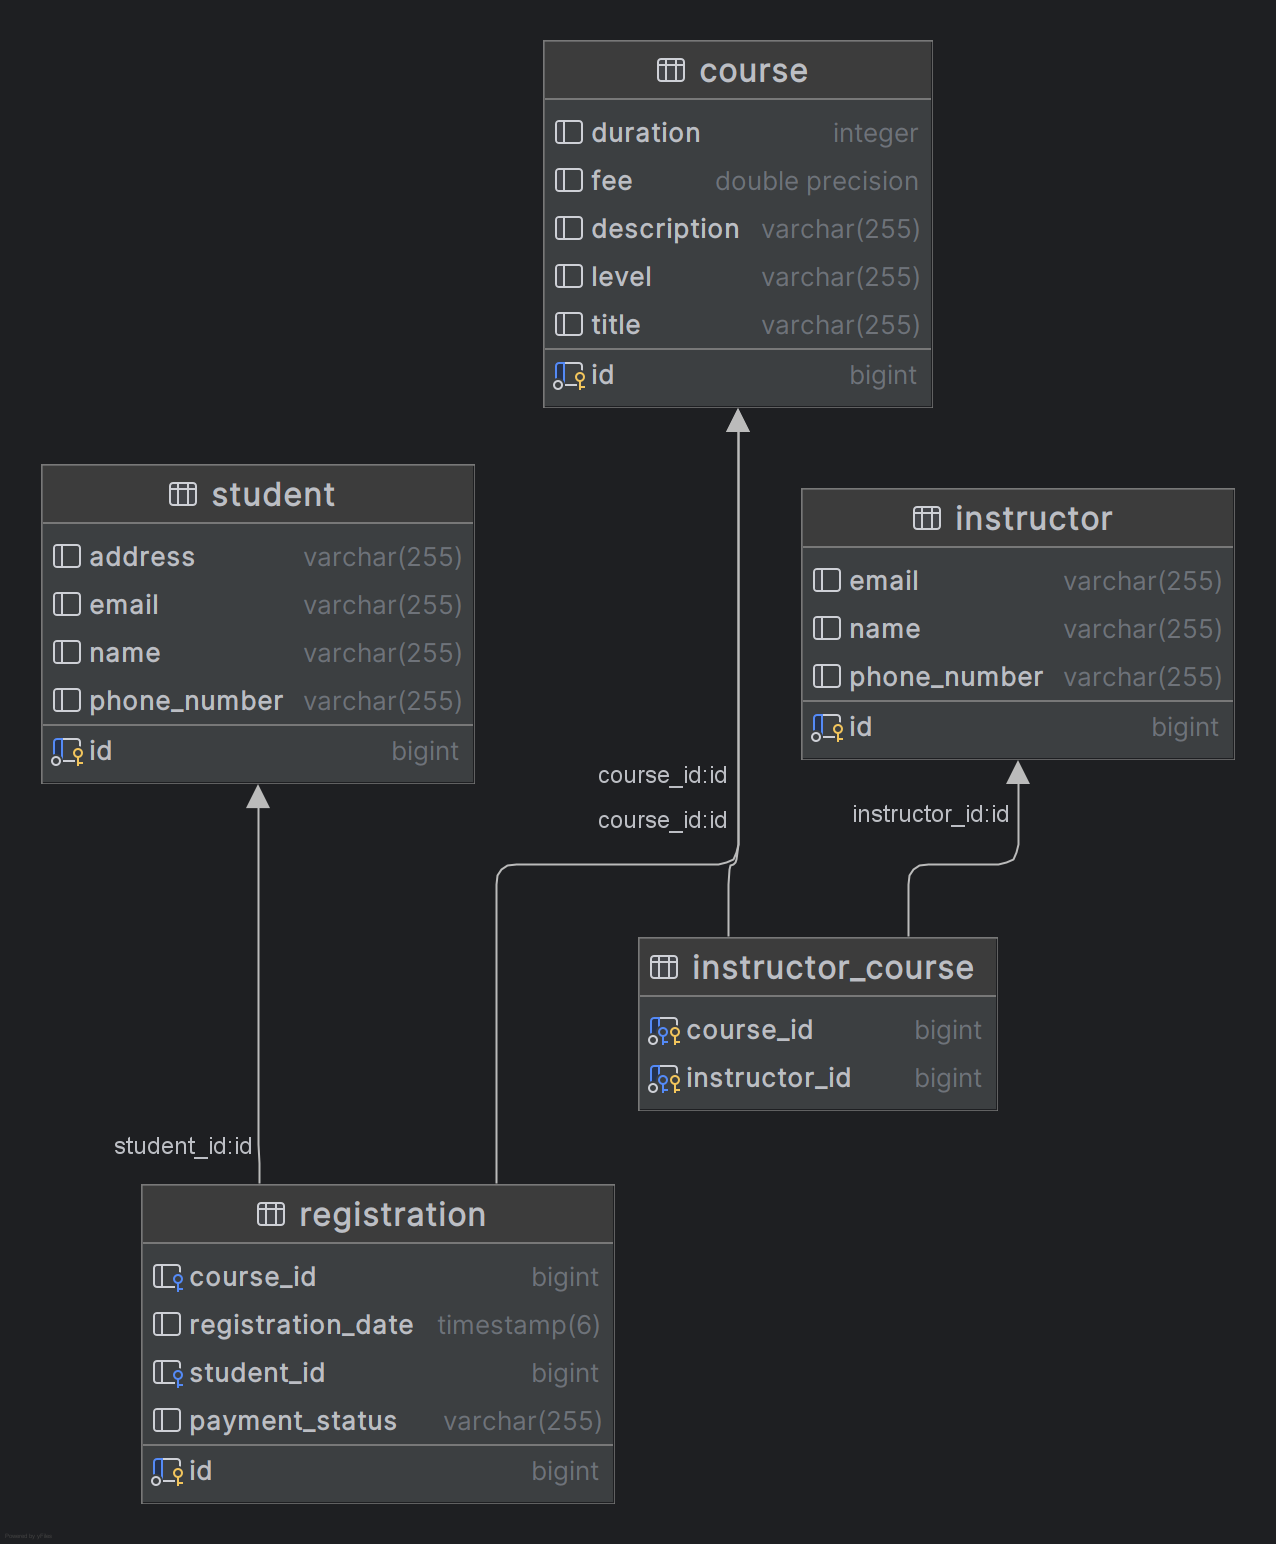 course
duration integer
fee double precision
description varchar(255)
level varchar(255)
title varchar(255)
id bigint
student
address varchar(255)
email varchar(255)
name varchar(255)
phone_number varchar(255)
id bigint
instructor
email varchar(255)
name varchar(255)
phone_number varchar(255)
id bigint
course_id:id
course_id:id
instructor_id:id
instructor_course
course_id bigint
instructor_id bigint
student_id:id
registration
course_id bigint
registration_date timestamp(6)
student_id bigint
payment_status varchar(255)
id bigint
Powered by yFiles